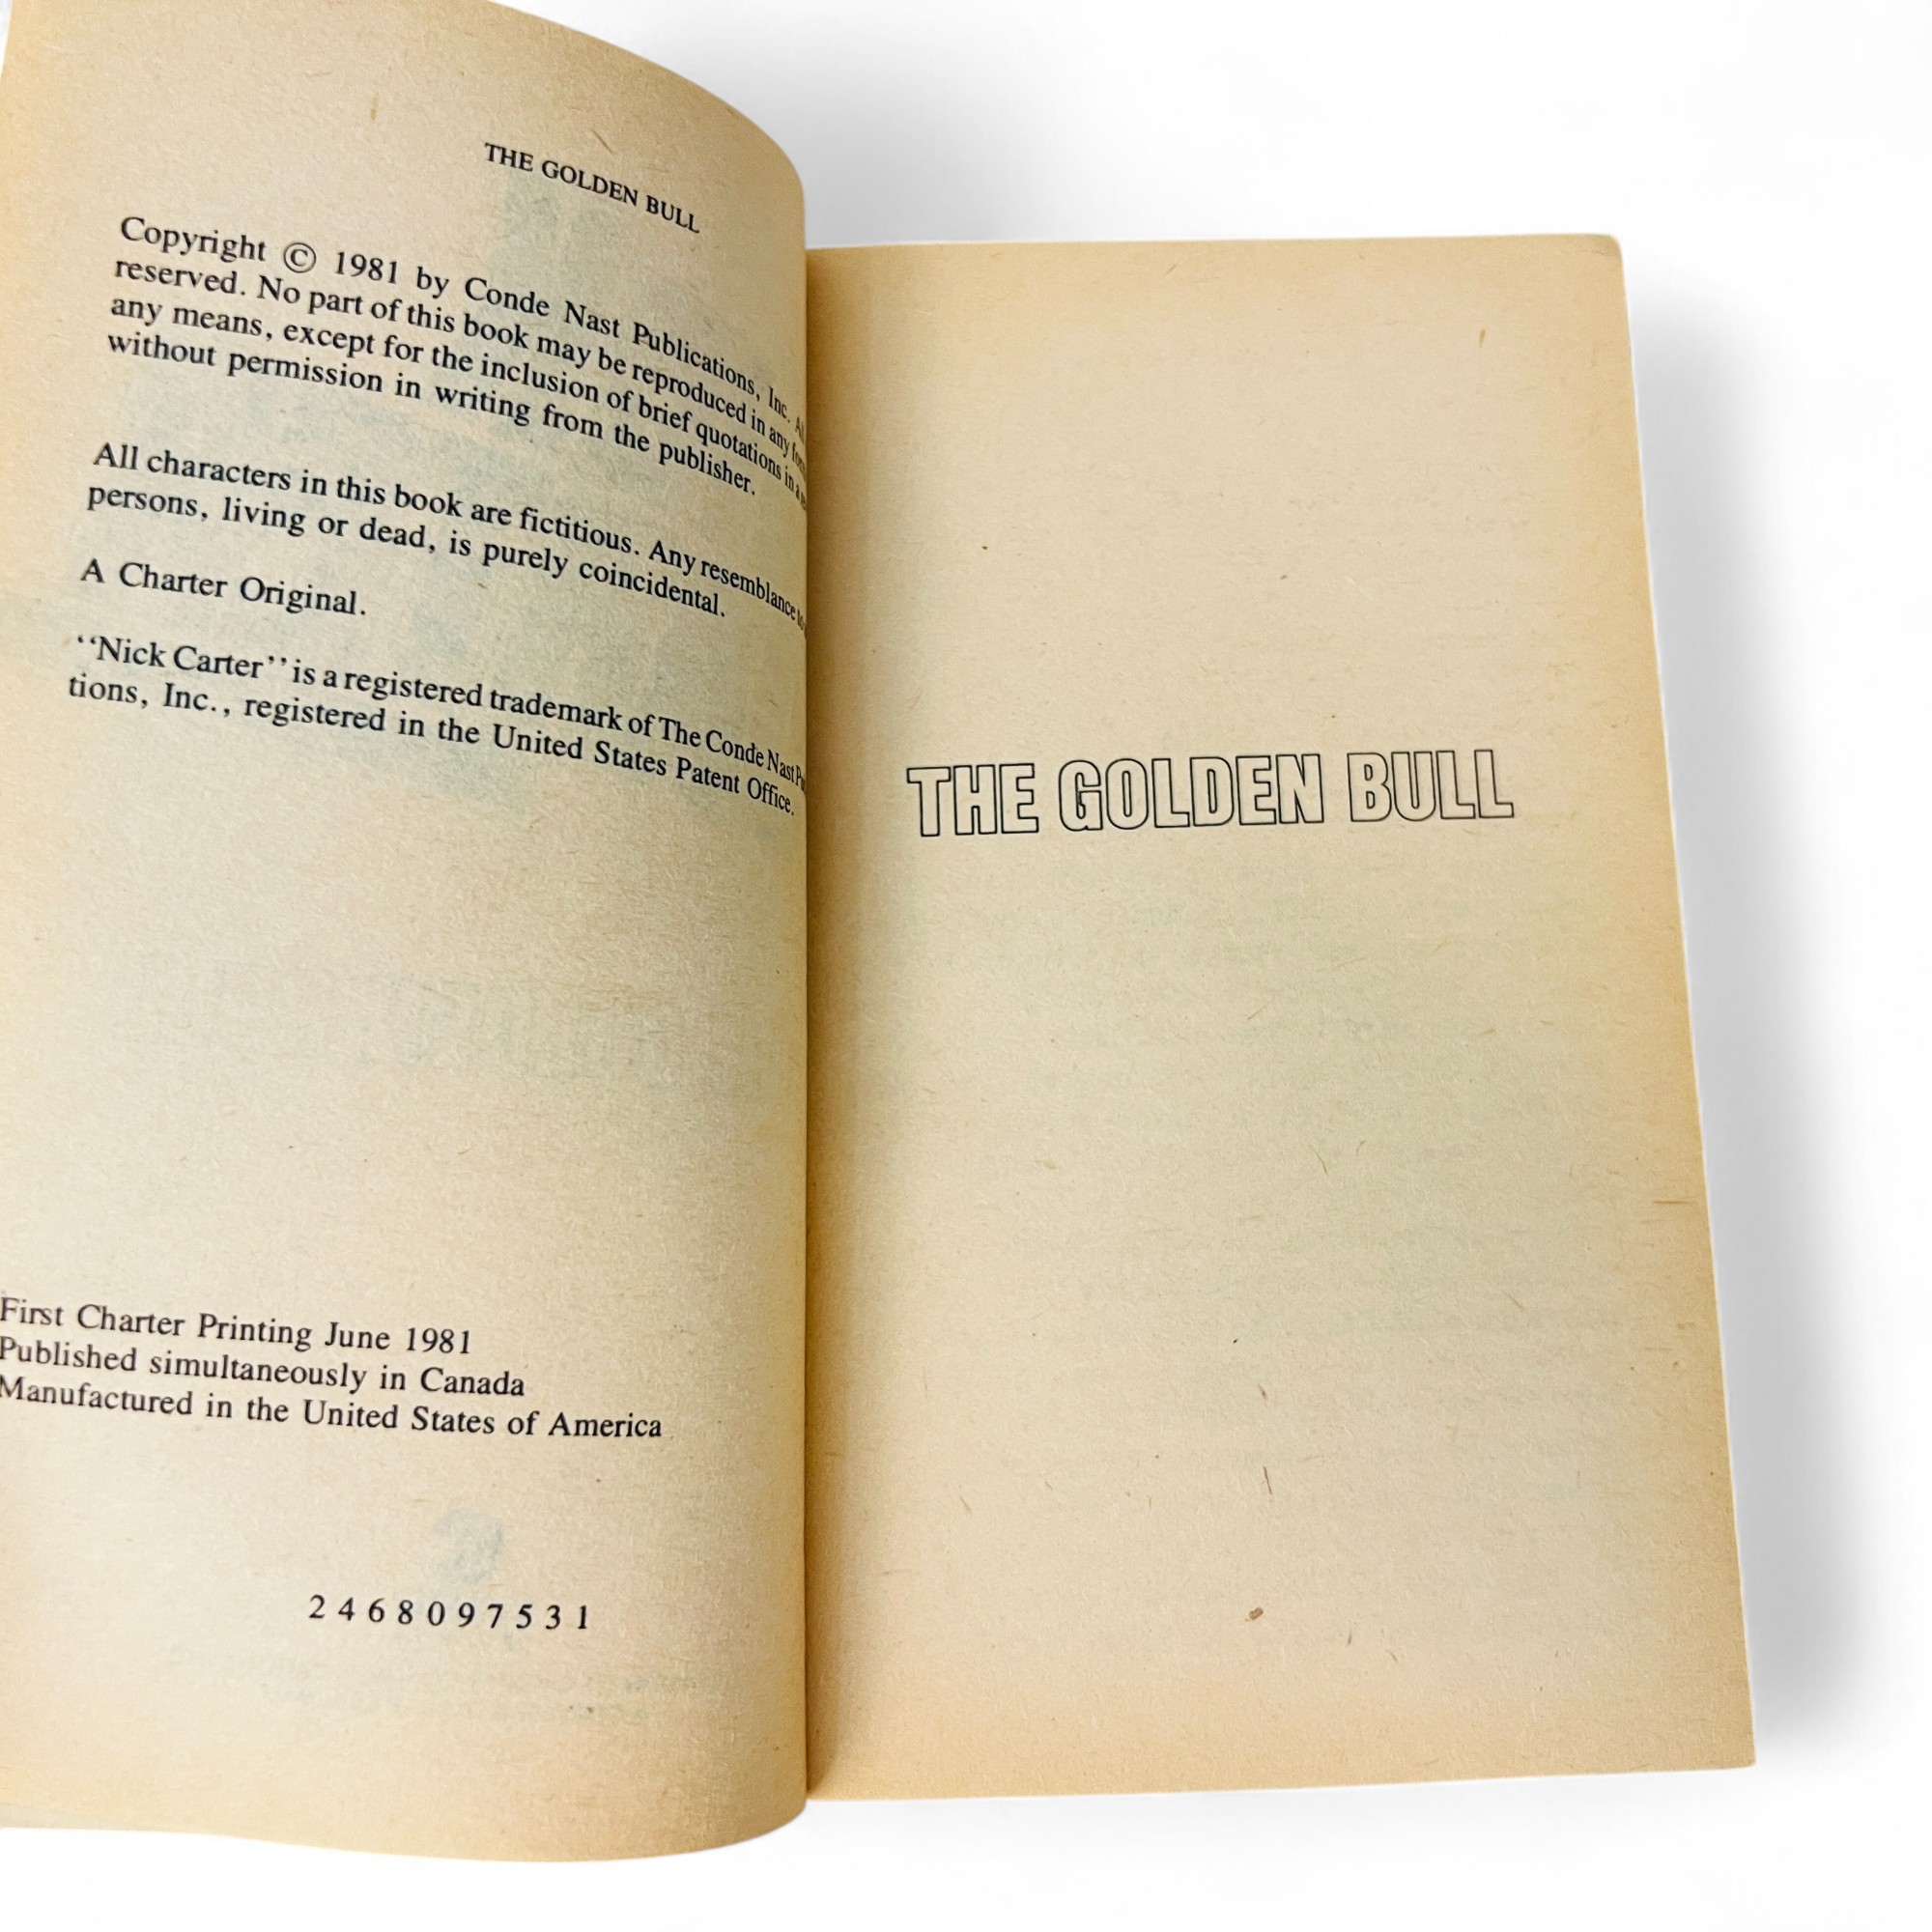 THE GOLDEN BULL
Copyright © 1981 by Conde Nast Publications, Inc. All
reserved. No part of this book may be reproduced in any form
any means, except for the inclusion of brief quotations in a
without permission in writing from the publisher.
All characters in this book are fictitious. Any resemblance to
persons, living or dead, is purely coincidental.
A Charter Original.
‘‘Nick Carter’’ is a registered trademark of The Conde Nast
tions, Inc., registered in the United States Patent Office.
First Charter Printing June 1981
Published simultaneously in Canada
Manufactured in the United States of America
2 4 6 8 0 9 7 5 3 1
THE GOLDEN BULL